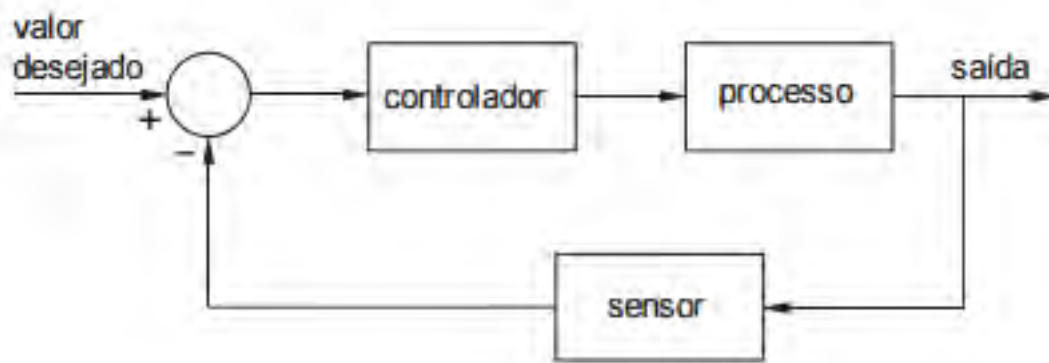 valor
desejado
+
−
controlador
processo
saída
sensor